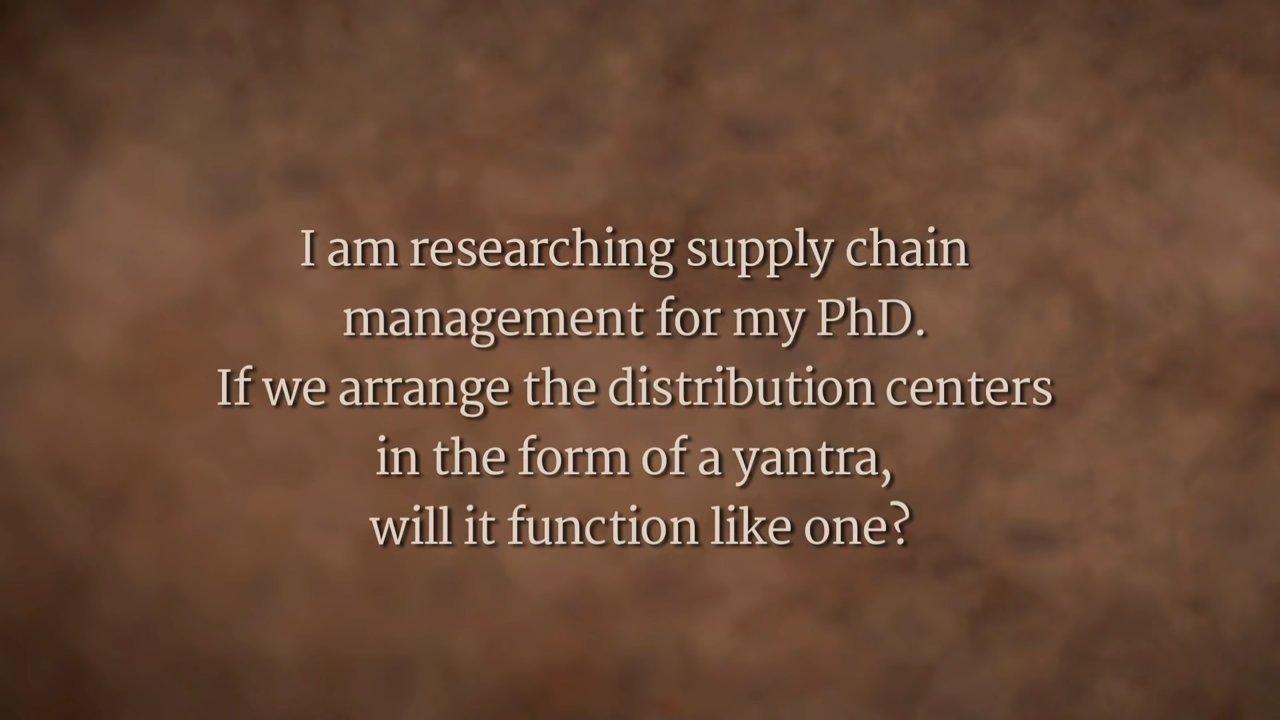 I am researching supply chain
management for my PhD.
If we arrange the distribution centers
in the form of a yantra,
will it function like one?